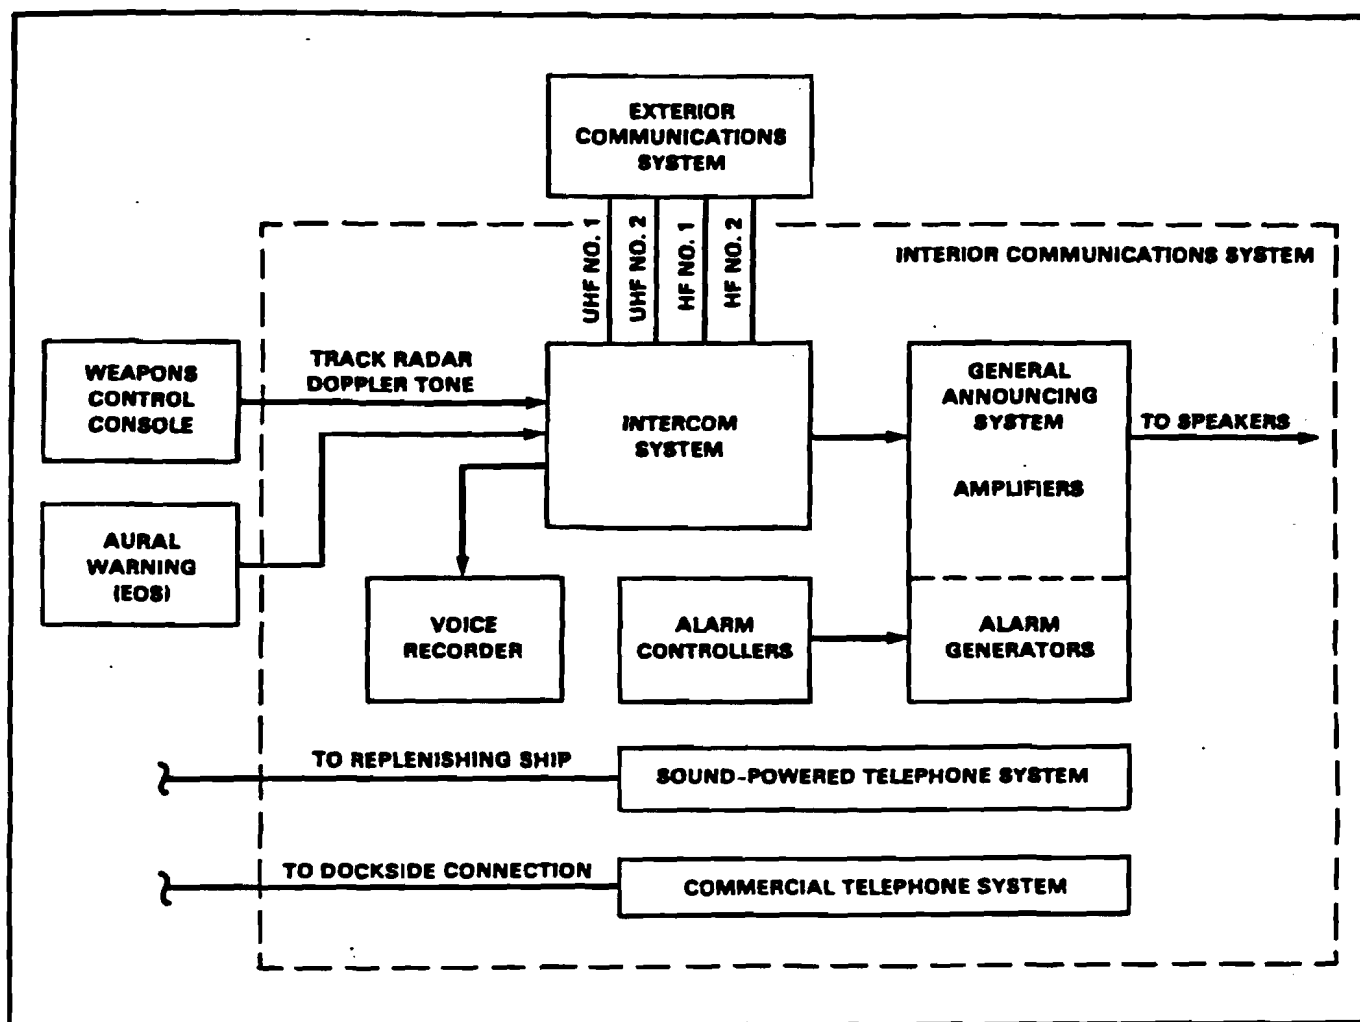 EXTERIOR
COMMUNICATIONS
SYSTEM
UHF NO. 1
UHF NO. 2
HF NO. 1
HF NO. 2
INTERIOR COMMUNICATIONS SYSTEM
WEAPONS
CONTROL
CONSOLE
TRACK RADAR
DOPPLER TONE
INTERCOM
SYSTEM
GENERAL
ANNOUNCING
SYSTEM
AMPLIFIERS
TO SPEAKERS
AURAL
WARNING
(EOS)
VOICE
RECORDER
ALARM
CONTROLLERS
ALARM
GENERATORS
TO REPLENISHING SHIP
SOUND-POWERED TELEPHONE SYSTEM
TO DOCKSIDE CONNECTION
COMMERCIAL TELEPHONE SYSTEM